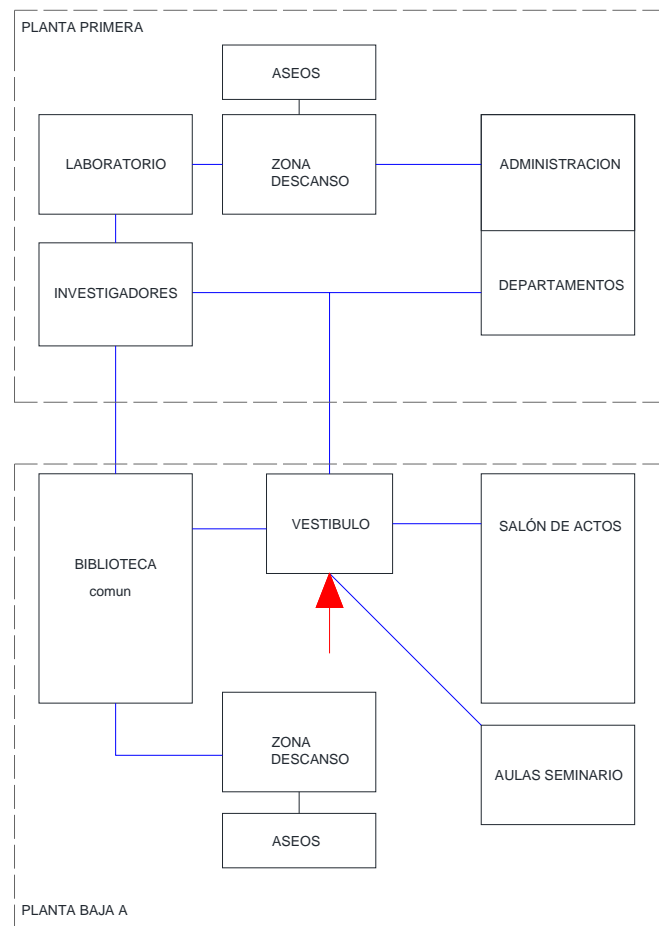 PLANTA PRIMERA
ASEOS
LABORATORIO
ZONA
DESCANSO
ADMINISTRACION
INVESTIGADORES
DEPARTAMENTOS
BIBLIOTECA
comun
VESTIBULO
SALÓN DE ACTOS
ZONA
DESCANSO
AULAS SEMINARIO
ASEOS
PLANTA BAJA A